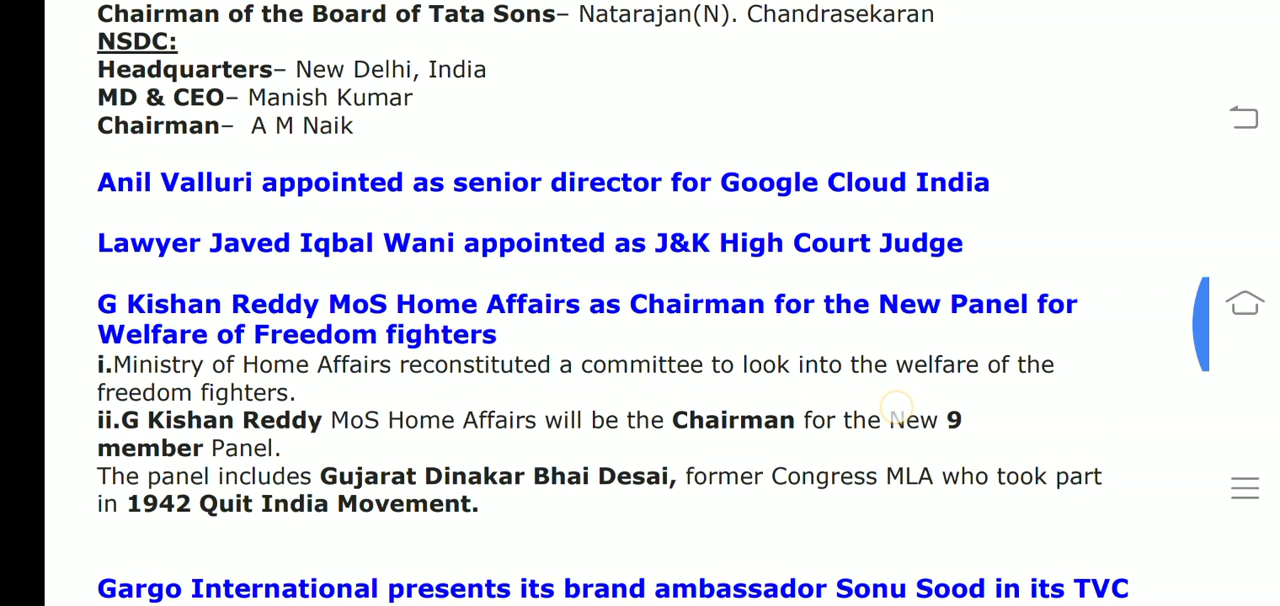 Chairman of the Board of Tata Sons– Natarajan(N). Chandrasekaran
NSDC:
Headquarters– New Delhi, India
MD & CEO– Manish Kumar
Chairman–  A M Naik
Anil Valluri appointed as senior director for Google Cloud India
Lawyer Javed Iqbal Wani appointed as J&K High Court Judge
G Kishan Reddy MoS Home Affairs as Chairman for the New Panel for
Welfare of Freedom fighters
i.Ministry of Home Affairs reconstituted a committee to look into the welfare of the
freedom fighters.
ii.G Kishan Reddy MoS Home Affairs will be the Chairman for the New 9
member Panel.
The panel includes Gujarat Dinakar Bhai Desai, former Congress MLA who took part
in 1942 Quit India Movement.
Gargo International presents its brand ambassador Sonu Sood in its TVC